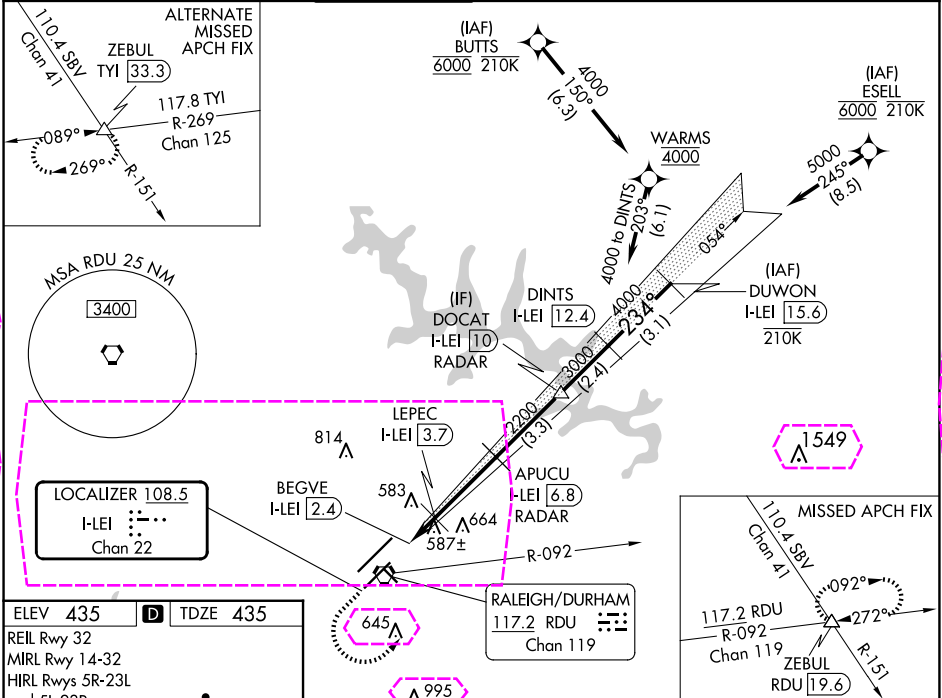 ALTERNATE
MISSED
APCH FIX
110.4 SBV
Chan 41
ZEBUL
TYI 33.3
117.8 TYI
R-269
Chan 125
089°
269°
R-151
(IAF)
BUTTS
6000 210K
4000
150°
(6.3)
(IAF)
ESELL
6000 210K
5000
245°
(8.5)
WARMS
4000
4000 to DINTS
203°
(6.1)
054°
MSA RDU 25 NM
3400
(IAF)
DUWON
I-LEI 15.6
210K
DINTS
I-LEI 12.4
4000
234°
(3.1)
(IF)
DOCAT
I-LEI 10
RADAR
3000
(2.4)
2200
(3.3)
LEPEC
I-LEI 3.7
814
1549
APUCU
I-LEI 6.8
RADAR
BEGVE
I-LEI 2.4
583
664
587±
LOCALIZER 108.5
I-LEI
Chan 22
R-092
RALEIGH/DURHAM
117.2 RDU
Chan 119
645
995
MISSED APCH FIX
110.4 SBV
Chan 41
092°
272°
117.2 RDU
R-092
Chan 119
R-151
ZEBUL
RDU 19.6
ELEV 435 D TDZE 435
REIL Rwy 32
MIRL Rwy 14-32
HIRL Rwys 5R-23L